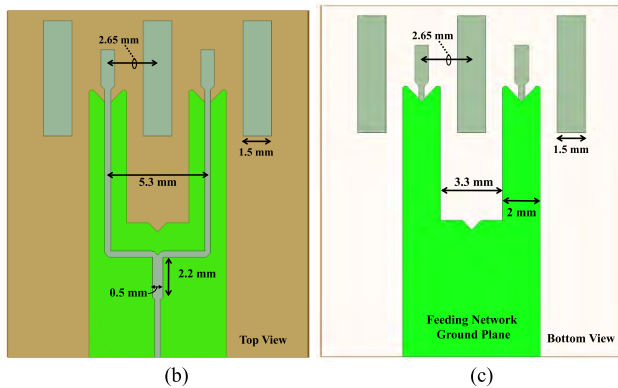 2.65 mm
1.5 mm
5.3 mm
2.2 mm
0.5 mm
Top View
(b)
2.65 mm
1.5 mm
3.3 mm
2 mm
Feeding Network
Ground Plane
Bottom View
(c)